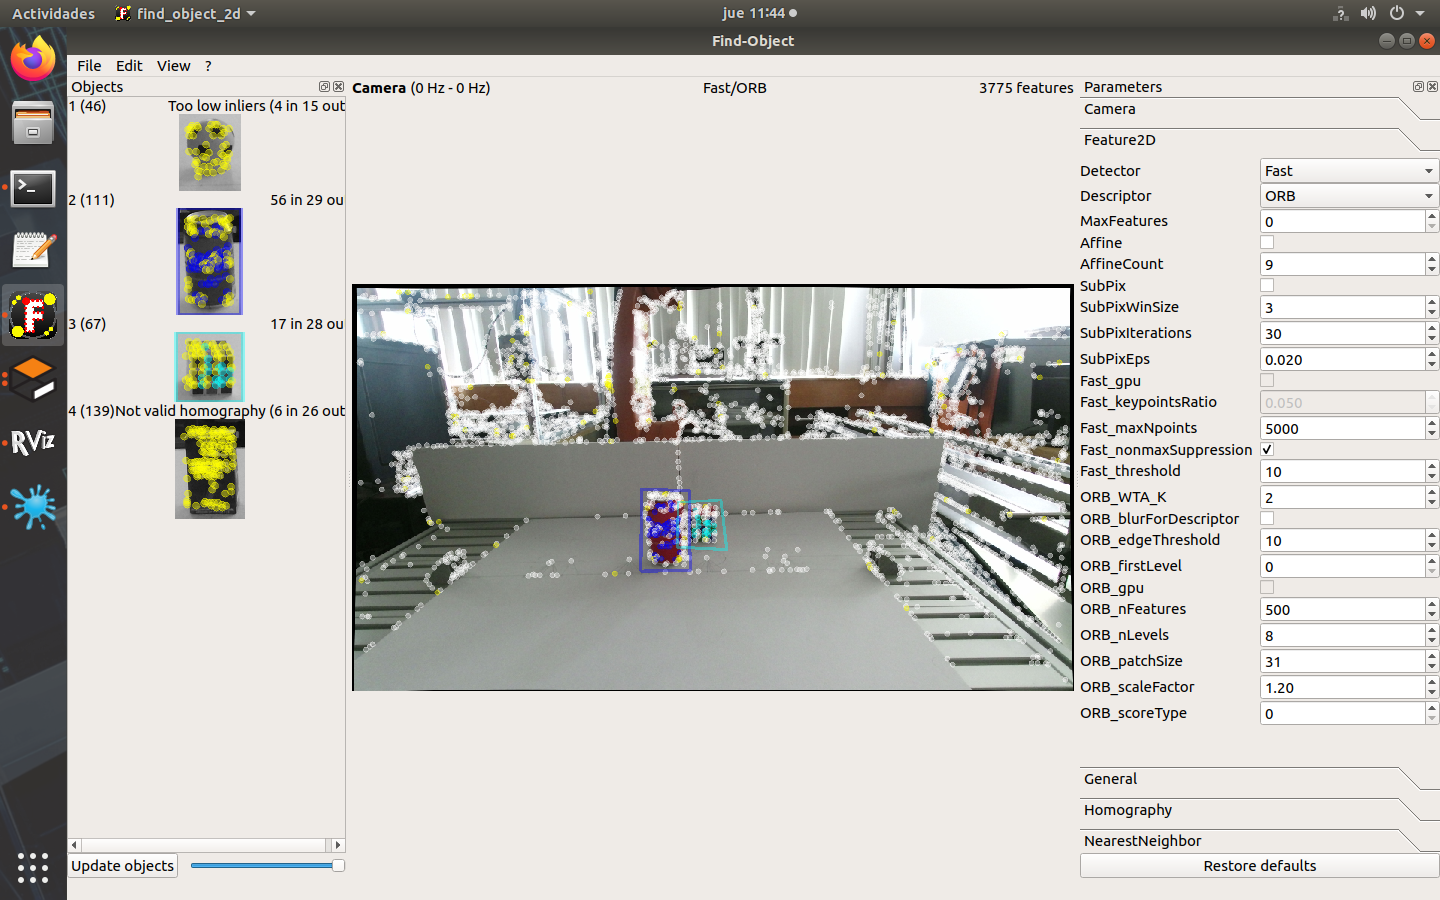 Actividades find_object_2d jue 11:44
Find-Object
File Edit View ?
Objects
1 (46) Too low inliers (4 in 15 out
2 (111) 56 in 29 ou
3 (67) 17 in 28 ou
4 (139)Not valid homography (6 in 26 out
Update objects
Camera (0 Hz - 0 Hz) Fast/ORB 3775 features
Parameters
Camera
Feature2D
Detector Fast
Descriptor ORB
MaxFeatures 0
Affine
AffineCount 9
SubPix
SubPixWinSize 3
SubPixIterations 30
SubPixEps 0.020
Fast_gpu
Fast_keypointsRatio 0.050
Fast_maxNpoints 5000
Fast_nonmaxSuppression
Fast_threshold 10
ORB_WTA_K 2
ORB_blurForDescriptor
ORB_edgeThreshold 10
ORB_firstLevel 0
ORB_gpu
ORB_nFeatures 500
ORB_nLevels 8
ORB_patchSize 31
ORB_scaleFactor 1.20
ORB_scoreType 0
General
Homography
NearestNeighbor
Restore defaults
F
RViz